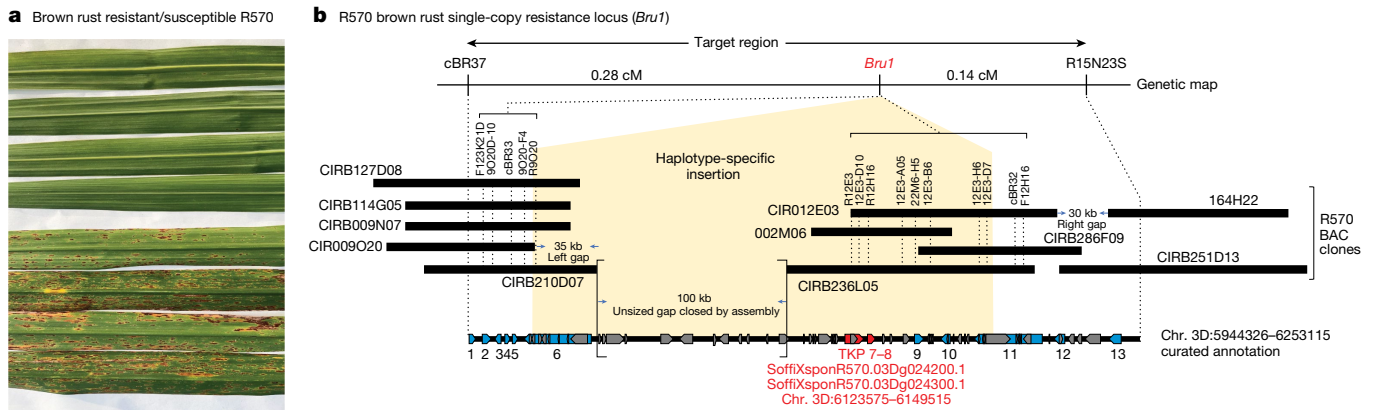 a Brown rust resistant/susceptible R570
b R570 brown rust single-copy resistance locus (Bru1)
Target region
cBR37
Bru1
R15N23S
0.28 cM
0.14 cM
Genetic map
F123K21D
9O20D-10
cBR33
9O20-F4
R9O20
Haplotype-specific
insertion
R12E3
12E3-D10
R12H16
12E3-A05
22M6-H5
12E3-B6
12E3-H6
12E3-D7
cBR32
F12H16
CIRB127D08
CIRB114G05
CIRB009N07
CIR009O20
CIRB210D07
35 kb
Left gap
100 kb
Unsized gap closed by assembly
CIR012E03
002M06
30 kb
Right gap
164H22
CIRB286F09
CIRB251D13
CIRB236L05
R570
BAC
clones
1 2 345 6 TKP 7–8 9 10 11 12 13
SoffiXsponR570.03Dg024200.1
SoffiXsponR570.03Dg024300.1
Chr. 3D:6123575–6149515
Chr. 3D:5944326–6253115
curated annotation